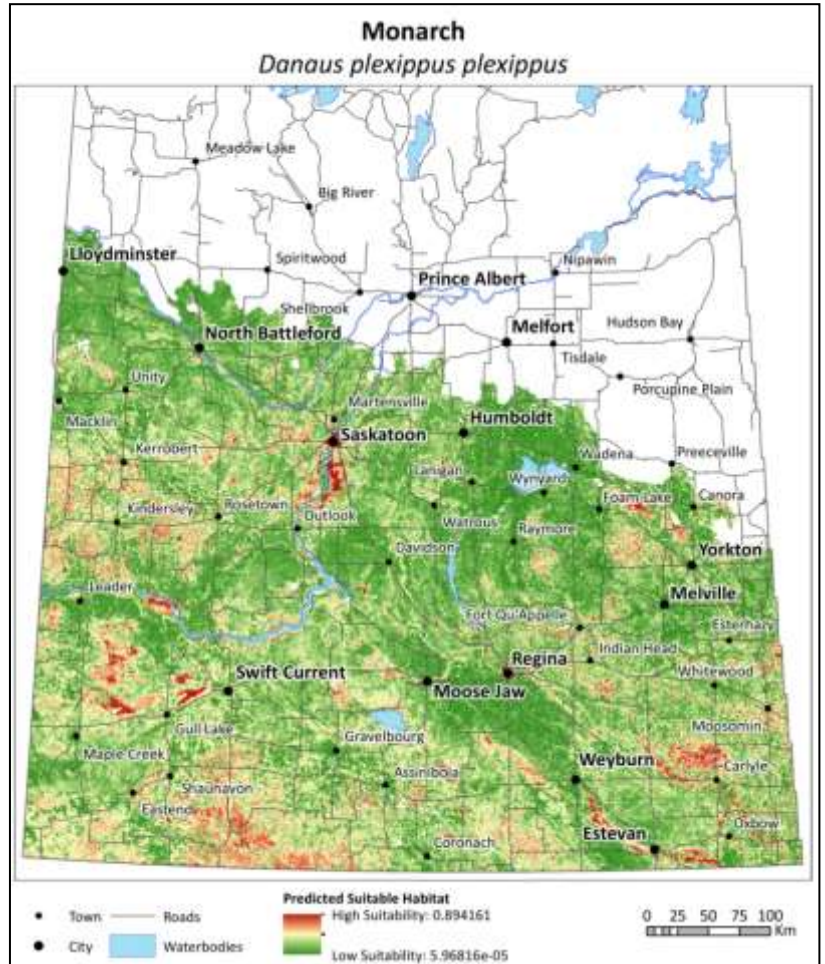 Monarch
Danaus plexippus plexippus
Meadow Lake
Big River
Lloydminster
Spiritwood
Nipawin
Prince Albert
Shellbrook
Hudson Bay
North Battleford
Melfort
Tisdale
Unity
Porcupine Plain
Martensville
Macklin
Humboldt
Saskatoon
Kerrobert
Wadena
Preeceville
Lanigan
Wynyard
Kindersley
Rosetown
Foam Lake
Canora
Outlook
Watrous
Raymore
Davidson
Yorkton
Leader
Melville
Fort Qu'Appelle
Esterhazy
Regina
Indian Head
Swift Current
Whitewood
Moose Jaw
Gull Lake
Moosomin
Gravelbourg
Maple Creek
Weyburn
Carlyle
Shaunavon
Assiniboia
Eastend
Oxbow
Estevan
Coronach
Town
Roads
City
Waterbodies
Predicted Suitable Habitat
High Suitability: 0.894161
Low Suitability: 5.96816e-05
0 25 50 75 100
Km